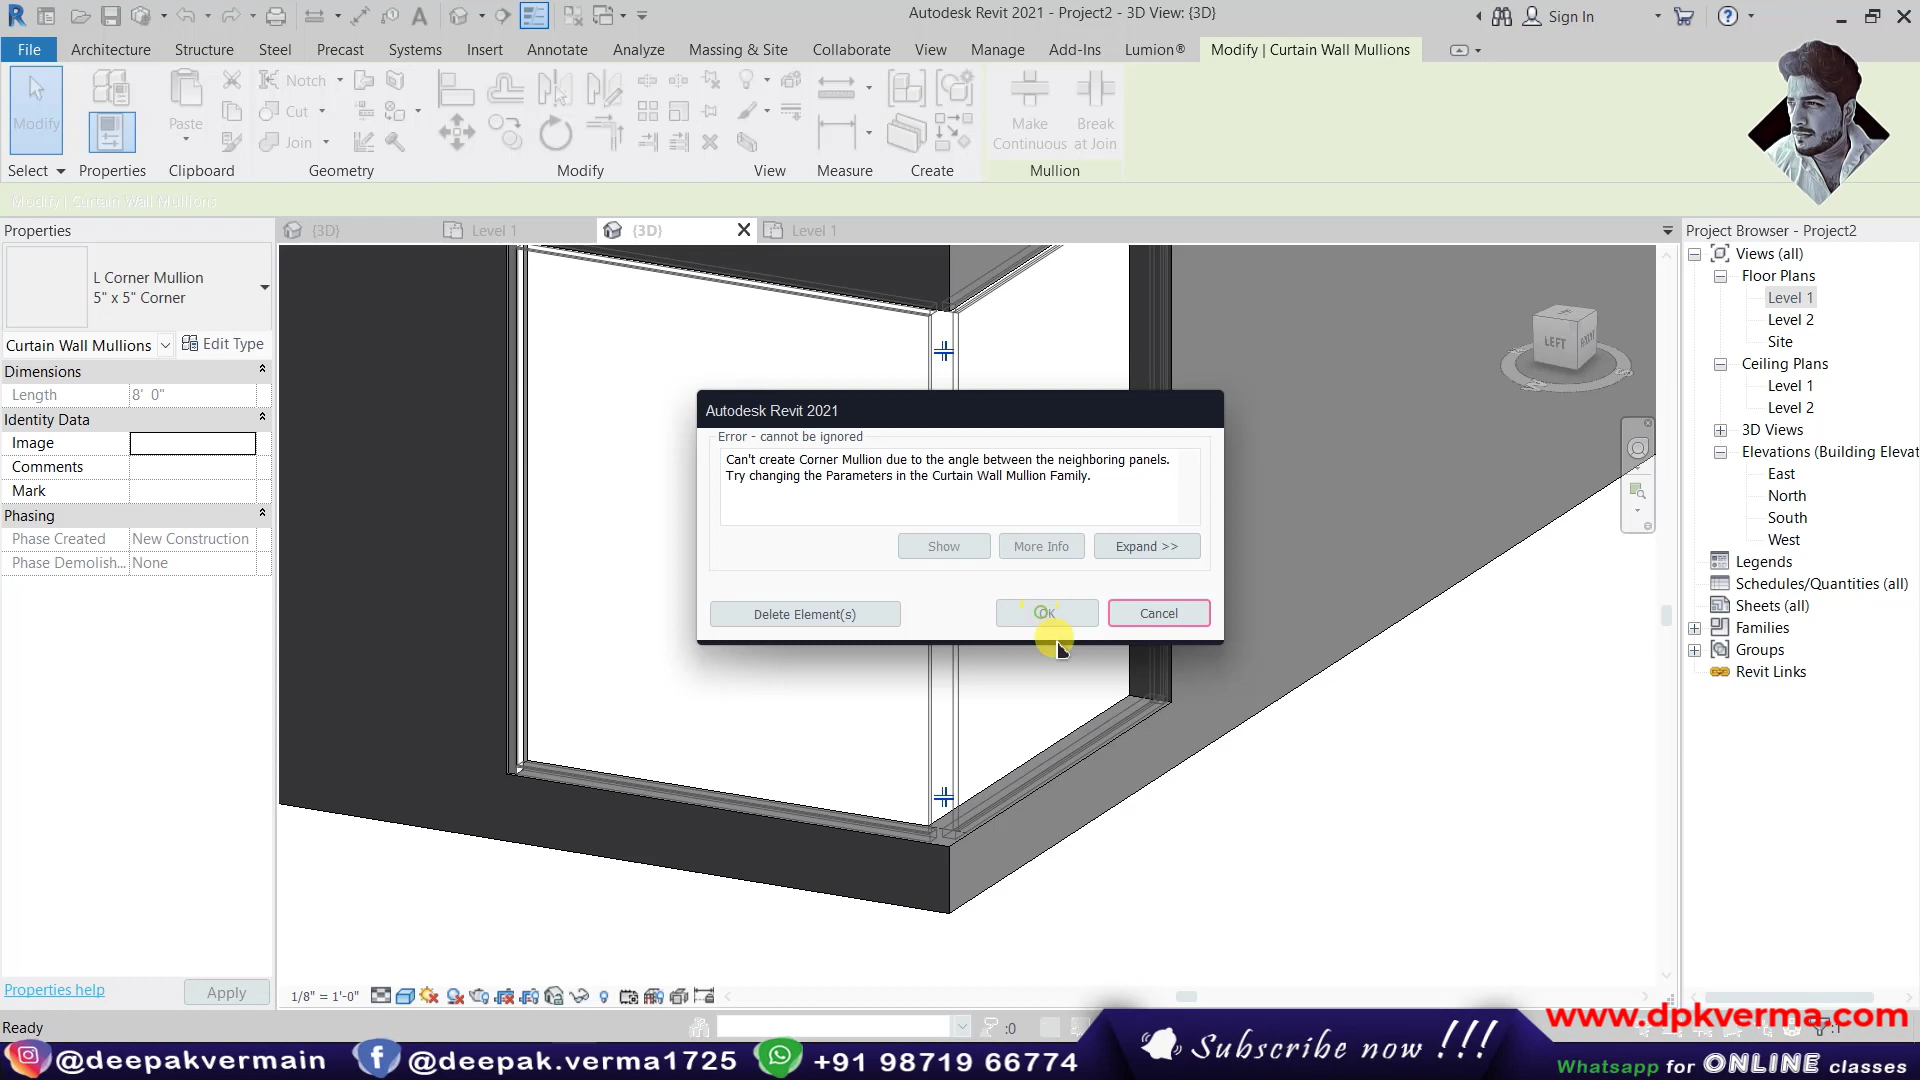 Autodesk Revit 2021 - Project2 - 3D View: {3D}
Sign In
File Architecture Structure Steel Precast Systems Insert Annotate Analyze Massing & Site Collaborate View Manage Add-Ins Lumion® Modify | Curtain Wall Mullions
Modify
Paste
Notch
Cut
Join
Make Continuous
Break at Join
Select Properties Clipboard Geometry Modify View Measure Create Mullion
Modify | Curtain Wall Mullions
Properties
{3D}
Level 1
{3D}
Level 1
Project Browser - Project2
L Corner Mullion
5" x 5" Corner
Curtain Wall Mullions
Edit Type
Dimensions
Length 8' 0"
Identity Data
Image
Comments
Mark
Phasing
Phase Created New Construction
Phase Demolish... None
Properties help
Apply
Autodesk Revit 2021
Error - cannot be ignored
Can't create Corner Mullion due to the angle between the neighboring panels.
Try changing the Parameters in the Curtain Wall Mullion Family.
Show
More Info
Expand >>
Delete Element(s)
OK
Cancel
LEFT
Views (all)
Floor Plans
Level 1
Level 2
Site
Ceiling Plans
Level 1
Level 2
3D Views
Elevations (Building Elevat
East
North
South
West
Legends
Schedules/Quantities (all)
Sheets (all)
Families
Groups
Revit Links
1/8" = 1'-0"
Ready
:0
:1
www.dpkverma.com
@deepakvermain
@deepak.verma1725
+91 98719 66774
Subscribe now !!!
Whatsapp for ONLINE classes